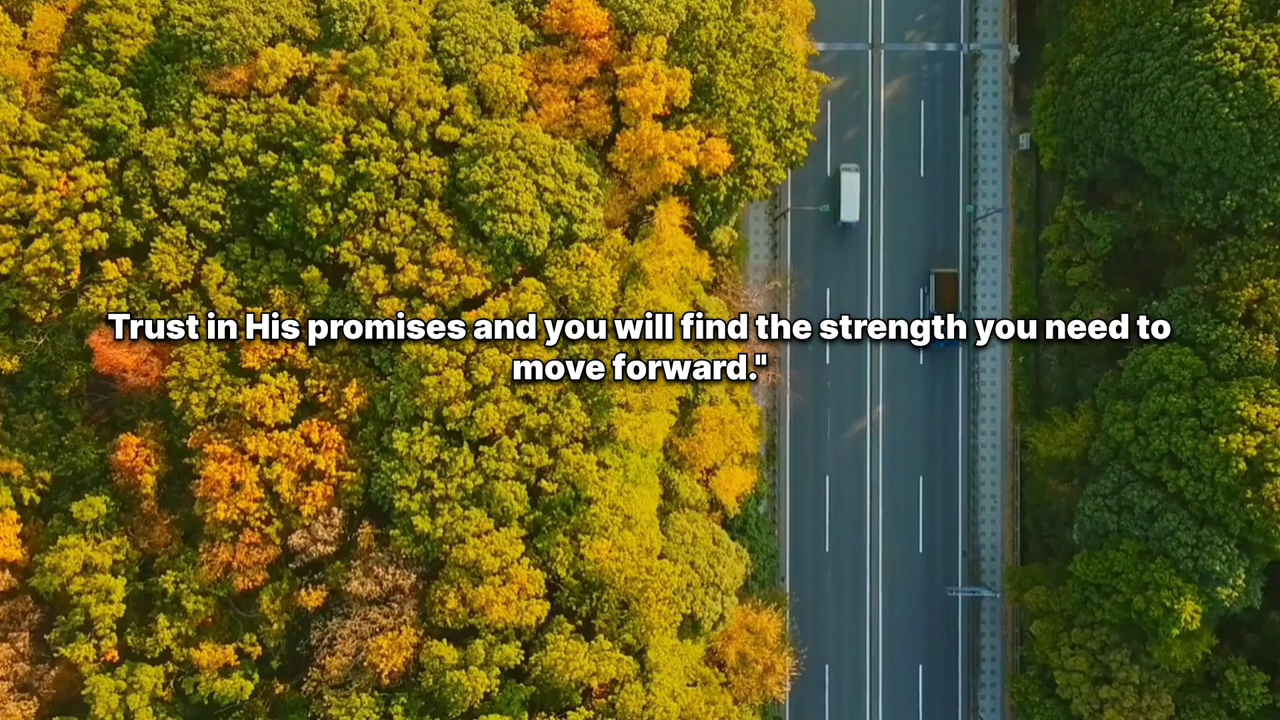 Trust in His promises and you will find the strength you need to
move forward."